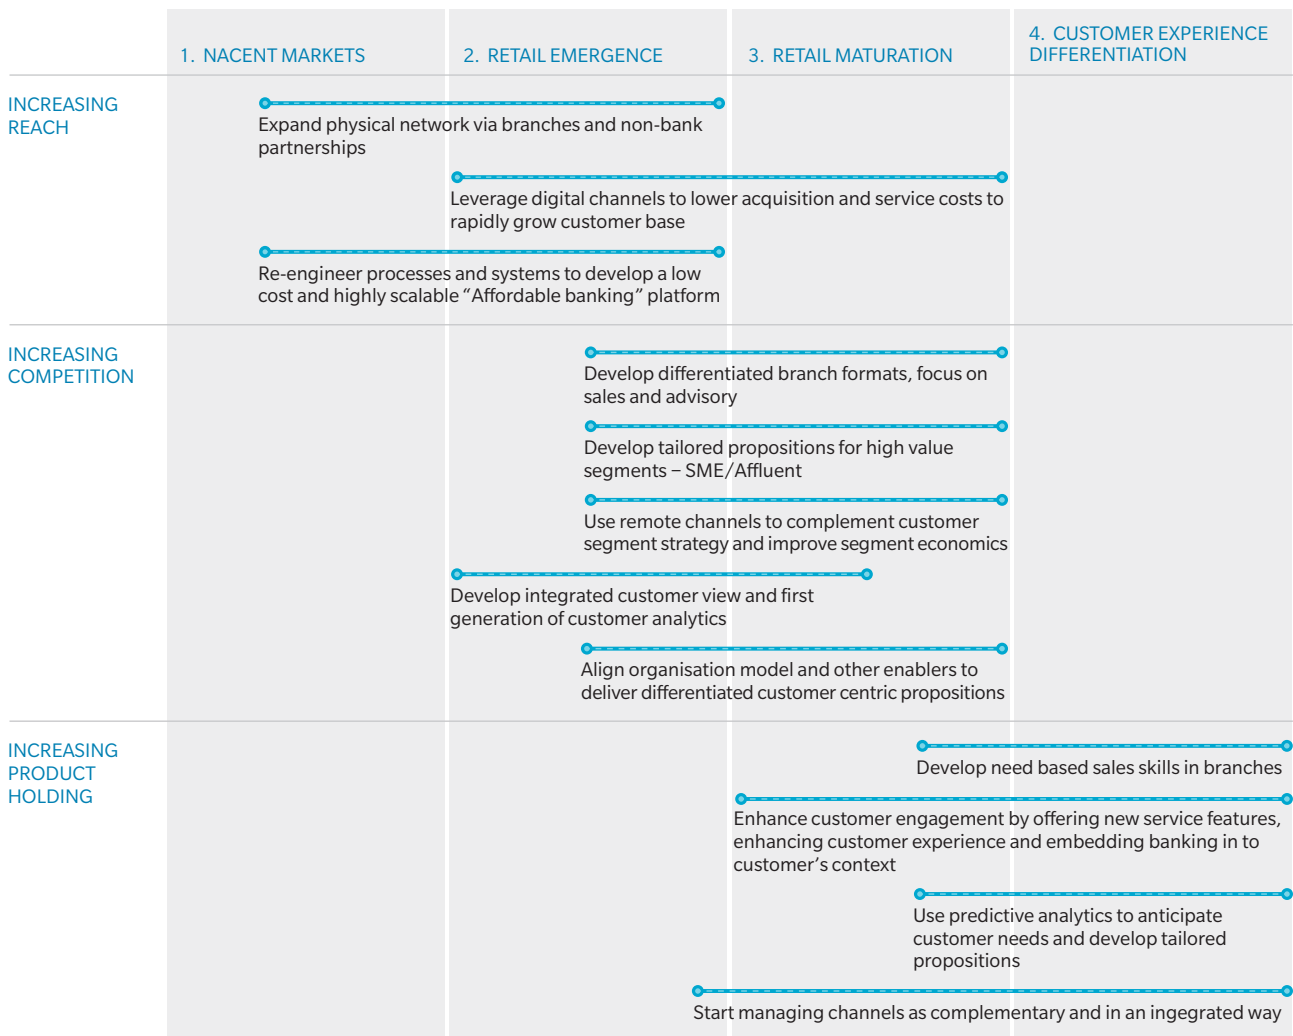 1. NACENT MARKETS
2. RETAIL EMERGENCE
3. RETAIL MATURATION
4. CUSTOMER EXPERIENCE
DIFFERENTIATION
INCREASING
REACH
Expand physical network via branches and non-bank
partnerships
Leverage digital channels to lower acquisition and service costs to
rapidly grow customer base
Re-engineer processes and systems to develop a low
cost and highly scalable “Affordable banking” platform
INCREASING
COMPETITION
Develop differentiated branch formats, focus on
sales and advisory
Develop tailored propositions for high value
segments – SME/Affluent
Use remote channels to complement customer
segment strategy and improve segment economics
Develop integrated customer view and first
generation of customer analytics
Align organisation model and other enablers to
deliver differentiated customer centric propositions
INCREASING
PRODUCT
HOLDING
Develop need based sales skills in branches
Enhance customer engagement by offering new service features,
enhancing customer experience and embedding banking in to
customer’s context
Use predictive analytics to anticipate
customer needs and develop tailored
propositions
Start managing channels as complementary and in an ingegrated way